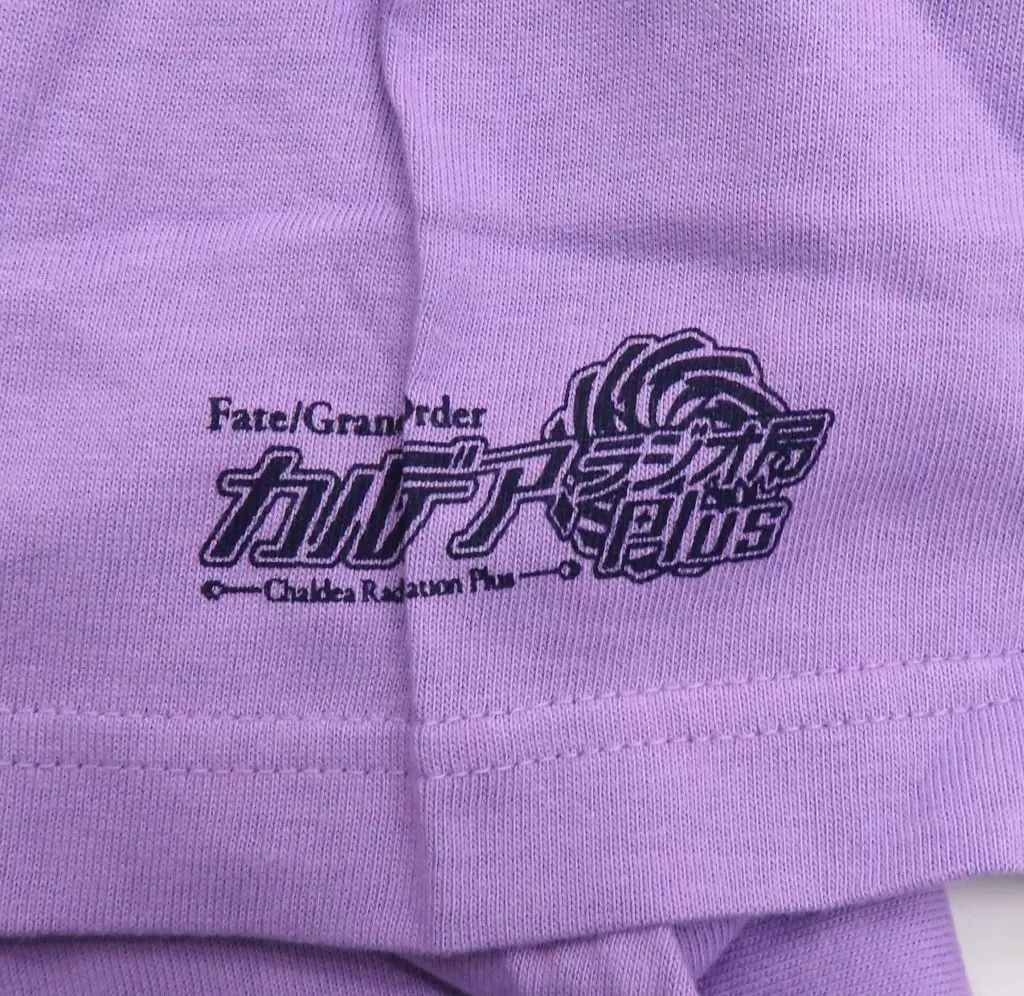 Fate/Grand Order
カルデアラジオ局
Plus
Chaldea Radiation Plus